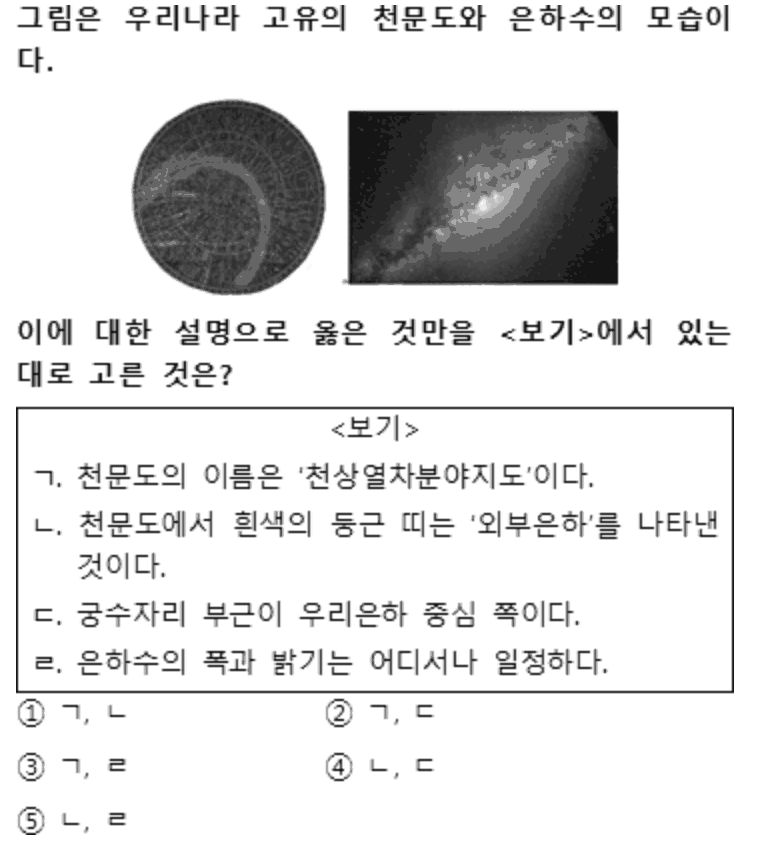 그림은 우리나라 고유의 천문도와 은하수의 모습이
다.
이에 대한 설명으로 옳은 것만을 <보기>에서 있는
대로 고른 것은?
<보기>
ㄱ. 천문도의 이름은 '천상열차분야지도'이다.
ㄴ. 천문도에서 흰색의 둥근 띠는 '외부은하'를 나타낸
것이다.
ㄷ. 궁수자리 부근이 우리은하 중심 쪽이다.
ㄹ. 은하수의 폭과 밝기는 어디서나 일정하다.
① ㄱ, ㄴ ② ㄱ, ㄷ
③ ㄱ, ㄹ ④ ㄴ, ㄷ
⑤ ㄴ, ㄹ